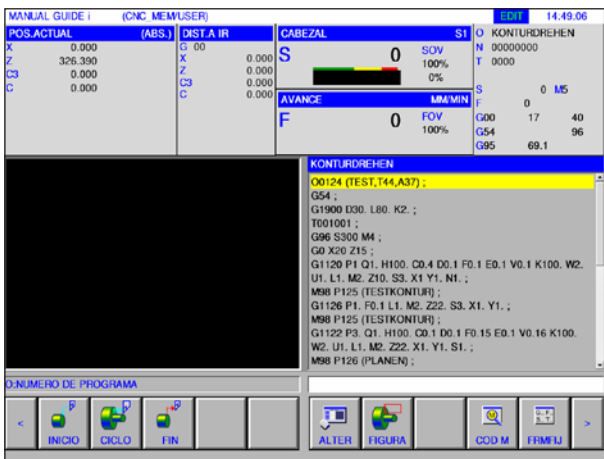 MANUAL GUIDE i (CNC_MEM/USER) EDIT 14.49.06
POS.ACTUAL (ABS.) DIST.A IR CABEZAL S1 O KONTURDREHEN
X 0.000
Z 326.390
C3 0.000
C 0.000
G 00
X 0.000
Z 0.000
C3 0.000
C 0.000
S 0 SOV
100%
0%
AVANCE MM/MIN
F 0 FOV
100%
N 00000000
T 0000
S 0 M5
F 0
G00 17 40
G54 96
G95 69.1
KONTURDREHEN
O0124 (TEST,T44,A37) ;
G54 ;
G1900 D30. L80. K2. ;
T001001 ;
G96 S300 M4 ;
G0 X20 Z15 ;
G1120 P1 Q1. H100. C0.4 D0.1 F0.1 E0.1 V0.1 K100. W2.
U1. L1. M2. Z10. S3. X1 Y1. N1. ;
M98 P125 (TESTKONTUR) ;
G1126 P1. F0.1 L1. M2. Z22. S3. X1. Y1. ;
M98 P125 (TESTKONTUR) ;
G1122 P3. Q1. H100. C0.1 D0.1 F0.15 E0.1 V0.16 K100.
W2. U1. L1. M2. Z22. X1. Y1. S1. ;
M98 P126 (PLANEN) ;
O:NUMERO DE PROGRAMA
< INICIO CICLO FIN ALTER FIGURA COD M FRMFIJ >